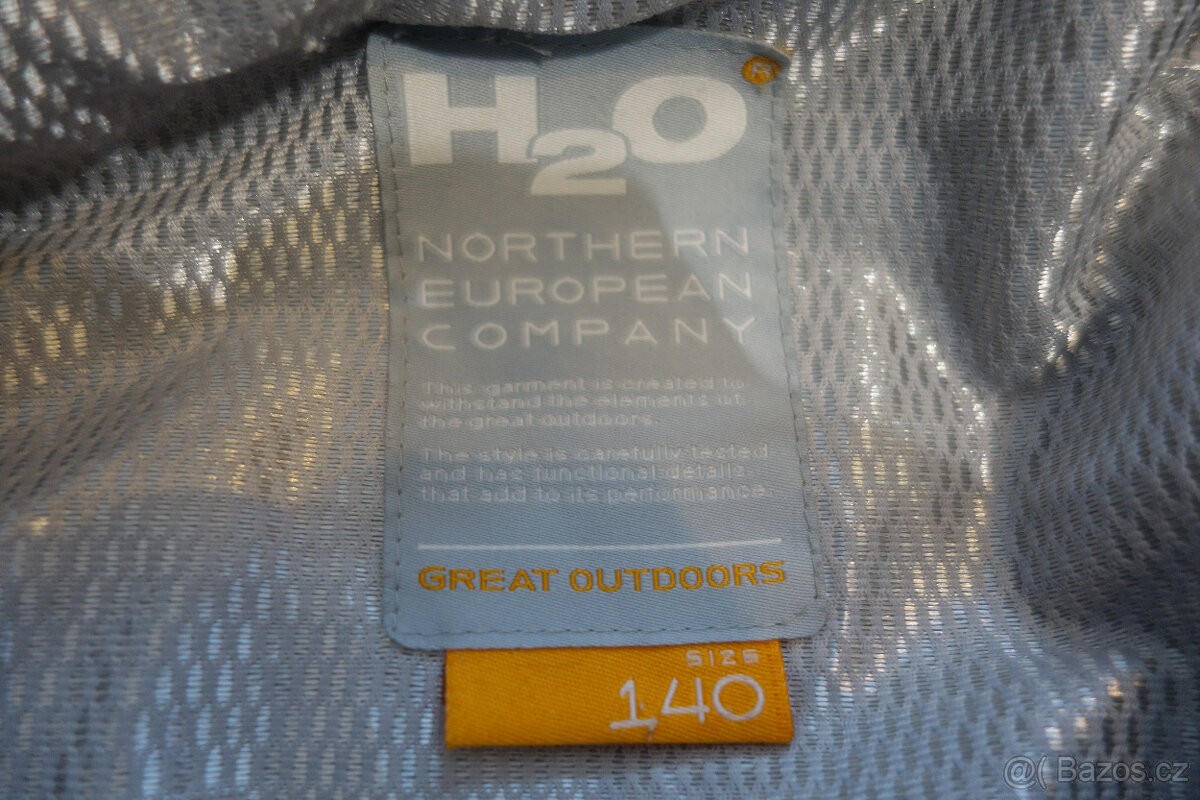 H2O®
NORTHERN
EUROPEAN
COMPANY
This garment is created to
withstand the elements of
the great outdoors.
The style is carefully tested
and has functional details
that add to its performance.
GREAT OUTDOORS
SIZE
140
@( Bazos.cz